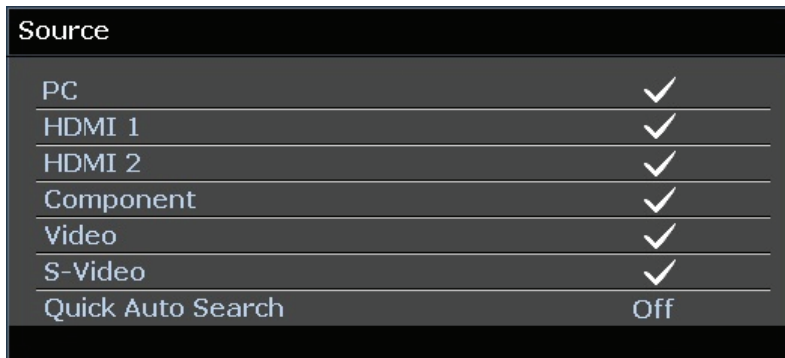 Source
PC ✓
HDMI 1 ✓
HDMI 2 ✓
Component ✓
Video ✓
S-Video ✓
Quick Auto Search Off